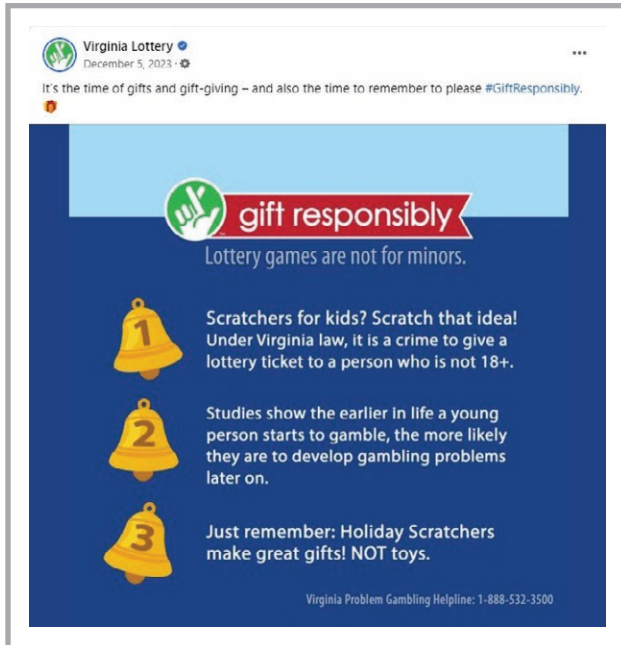 Virginia Lottery
December 5, 2023 ·
It's the time of gifts and gift-giving – and also the time to remember to please #GiftResponsibly.
gift responsibly
Lottery games are not for minors.
1
Scratchers for kids? Scratch that idea!
Under Virginia law, it is a crime to give a
lottery ticket to a person who is not 18+.
2
Studies show the earlier in life a young
person starts to gamble, the more likely
they are to develop gambling problems
later on.
3
Just remember: Holiday Scratchers
make great gifts! NOT toys.
Virginia Problem Gambling Helpline: 1-888-532-3500